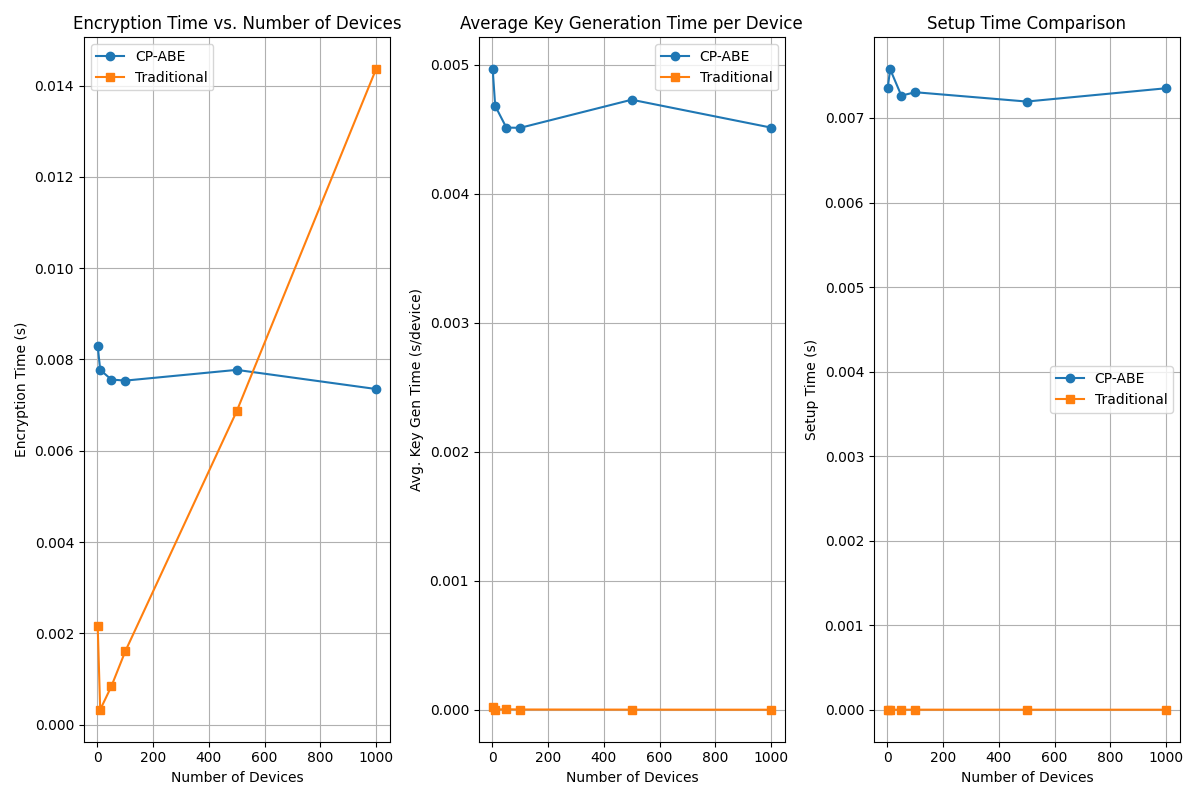 Encryption Time vs. Number of Devices
CP-ABE
Traditional
0.014
0.012
0.010
0.008
0.006
0.004
0.002
0.000
Encryption Time (s)
0 200 400 600 800 1000
Number of Devices
Average Key Generation Time per Device
CP-ABE
Traditional
0.005
0.004
0.003
0.002
0.001
0.000
Avg. Key Gen Time (s/device)
0 200 400 600 800 1000
Number of Devices
Setup Time Comparison
0.007
0.006
0.005
0.004
0.003
0.002
0.001
0.000
Setup Time (s)
CP-ABE
Traditional
0 200 400 600 800 1000
Number of Devices